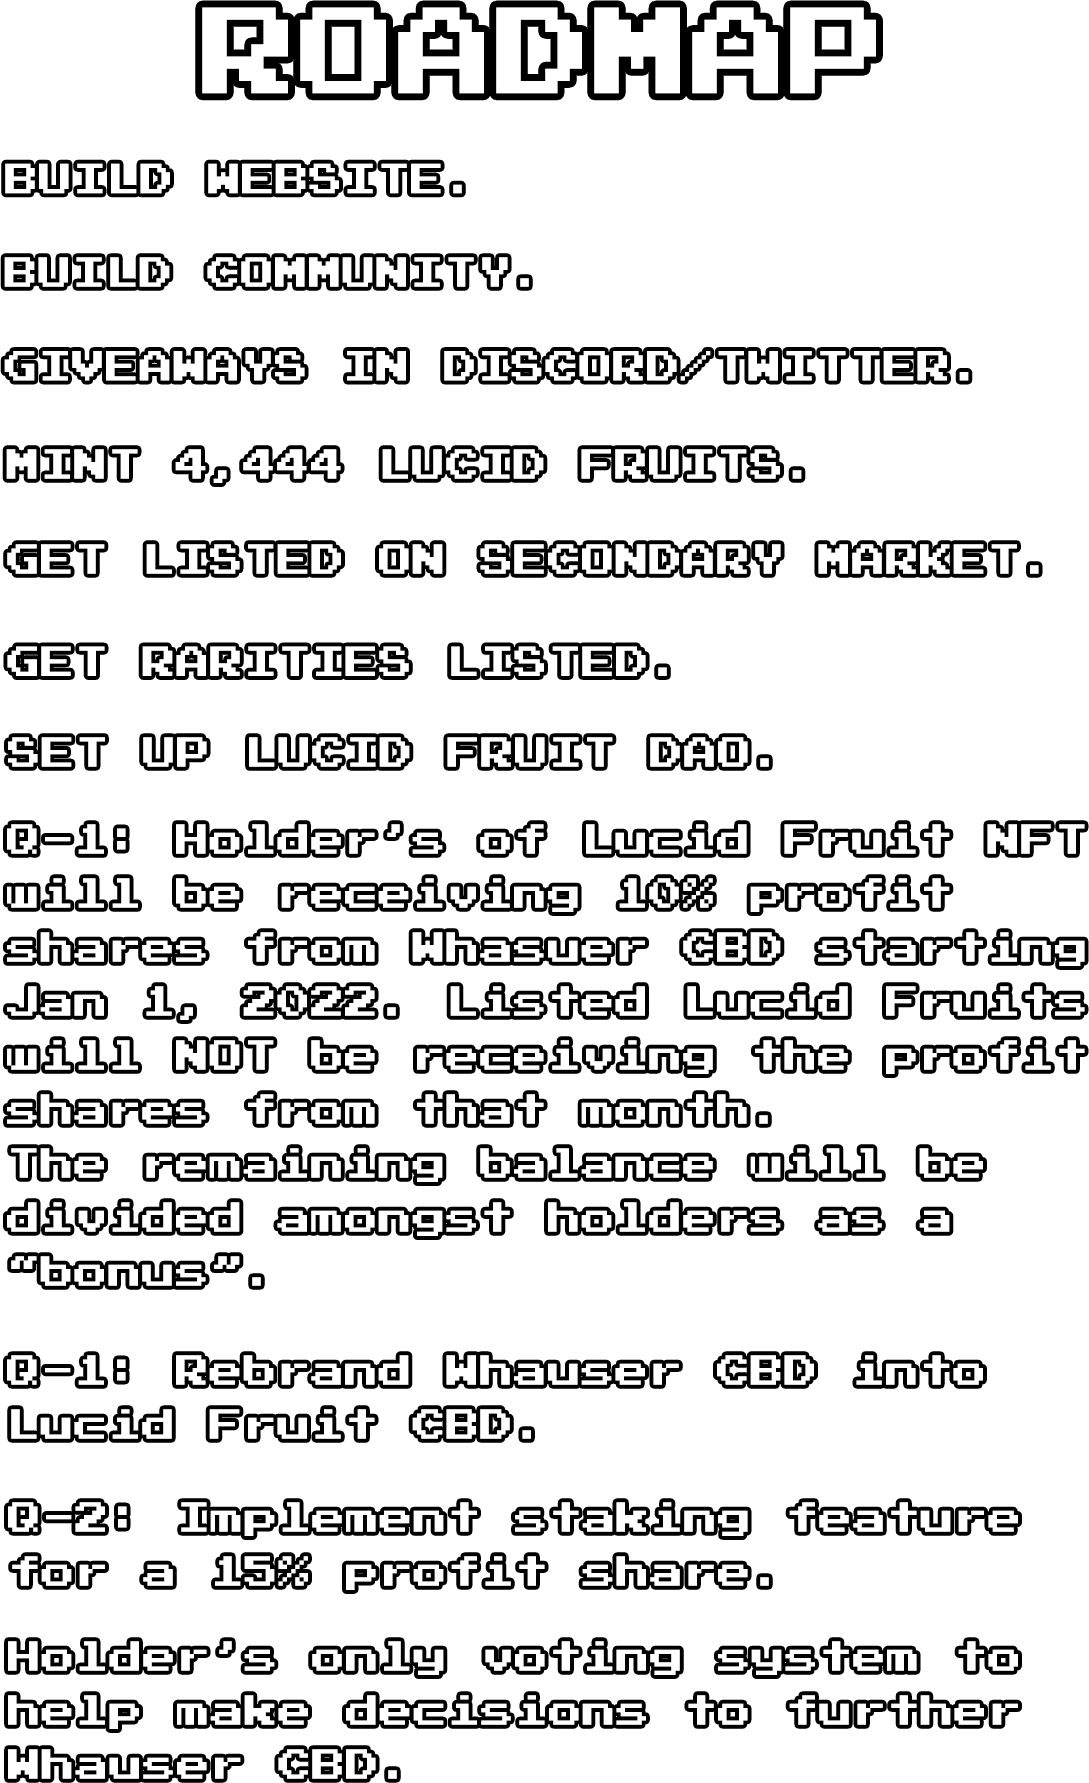 ROADMAP
BUILD WEBSITE.
BUILD COMMUNITY.
GIVEAWAYS IN DISCORD/TWITTER.
MINT 4,444 LUCID FRUITS.
GET LISTED ON SECONDARY MARKET.
GET RARITIES LISTED.
SET UP LUCID FRUIT DAO.
Q-1: Holder's of Lucid Fruit NFT
will be receiving 10% profit
shares from Whasuer CBD starting
Jan 1, 2022. Listed Lucid Fruits
will NOT be receiving the profit
shares from that month.
The remaining balance will be
divided amongst holders as a
"bonus".
Q-1: Rebrand Whauser CBD into
Lucid Fruit CBD.
Q-2: Implement staking feature
for a 15% profit share.
Holder's only voting system to
help make decisions to further
Whauser CBD.